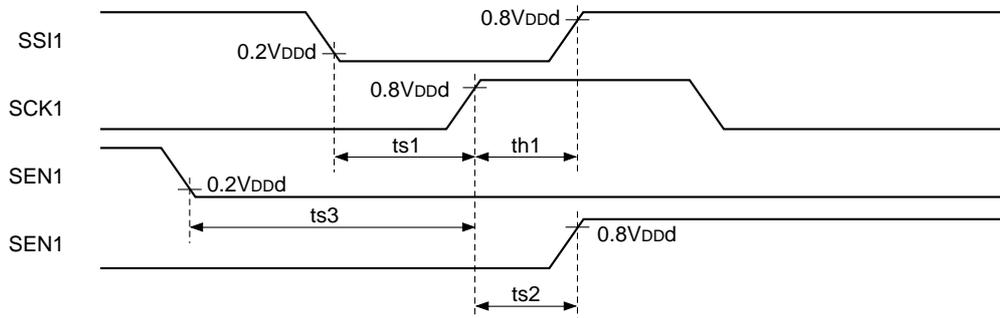 SSI1
0.8VDDd
0.2VDDd
SCK1
0.8VDDd
ts1
th1
SEN1
0.2VDDd
ts3
SEN1
0.8VDDd
ts2